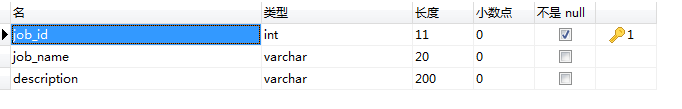 名 类型 长度 小数点 不是 null
job_id int 11 0 1
job_name varchar 20 0
description varchar 200 0